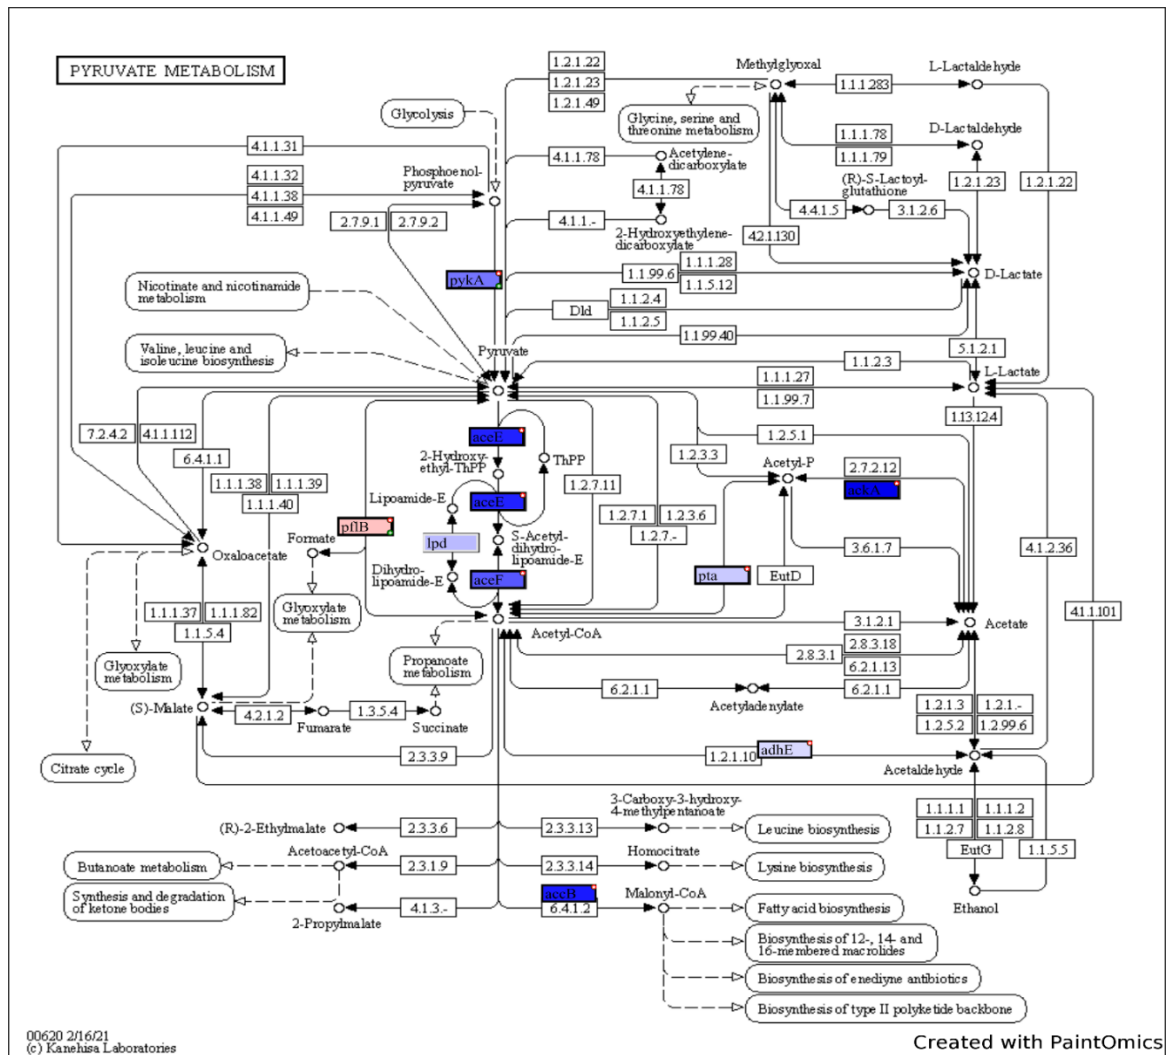 PYRUVATE METABOLISM
1.2.1.22
1.2.1.23
1.2.1.49
Methylglyoxal
1.1.1.283
L-Lactaldehyde
Glycolysis
Glycine, serine and
threonine metabolism
1.1.1.78
1.1.1.79
D-Lactaldehyde
4.1.1.31
4.1.1.32
4.1.1.38
4.1.1.49
Phosphoenol-
pyruvate
4.1.1.78
Acetylene-
dicarboxylate
4.1.1.78
(R)-S-Lactoyl-
glutathione
1.2.1.23
1.2.1.22
2.7.9.1
2.7.9.2
4.1.1.-
2-Hydroxyethylene-
dicarboxylate
4.4.1.5
3.1.2.6
4.2.1.130
pykA
1.1.99.6
1.1.1.28
1.1.5.12
D-Lactate
Nicotinate and nicotinamide
metabolism
Dld
1.1.2.4
1.1.2.5
1.1.99.40
Valine, leucine and
isoleucine biosynthesis
Pyruvate
5.1.2.1
1.1.2.3
L-Lactate
1.1.1.27
1.1.99.7
1.13.12.4
7.2.4.2
4.1.1.112
6.4.1.1
1.1.1.38
1.1.1.39
1.1.1.40
aceE
2-Hydroxy-
ethyl-ThPP
ThPP
1.2.7.11
1.2.3.3
1.2.5.1
Acetyl-P
2.7.2.12
ackA
Lipoamide-E
aceE
1.2.7.1
1.2.3.6
1.2.7.-
pflB
Formate
lpd
S-Acetyl-
dihydro-
lipoamide-E
3.6.1.7
4.1.2.36
Oxaloacetate
Dihydro-
lipoamide-E
aceF
pta
EutD
1.1.1.37
1.1.1.82
1.1.5.4
Glyoxylate
metabolism
Acetyl-CoA
3.1.2.1
Acetate
4.1.1.101
Glyoxylate
metabolism
Propanoate
metabolism
2.8.3.1
2.8.3.18
6.2.1.13
6.2.1.1
6.2.1.1
Acetyladenylate
(S)-Malate
4.2.1.2
Fumarate
1.3.5.4
Succinate
1.2.1.3
1.2.1.-
1.2.5.2
1.2.99.6
2.3.3.9
1.2.1.10
adhE
Acetaldehyde
Citrate cycle
(R)-2-Ethylmalate
2.3.3.6
2.3.3.13
3-Carboxy-3-hydroxy-
4-methylpentanoate
Leucine biosynthesis
1.1.1.1
1.1.1.2
1.1.2.7
1.1.2.8
EutG
1.1.5.5
Butanoate metabolism
Acetoacetyl-CoA
2.3.1.9
2.3.3.14
Homocitrate
Lysine biosynthesis
Synthesis and degradation
of ketone bodies
accB
Malonyl-CoA
Ethanol
2-Propylmalate
4.1.3.-
6.4.1.2
Fatty acid biosynthesis
Biosynthesis of 12-, 14- and
16-membered macrolides
Biosynthesis of enediyne antibiotics
Biosynthesis of type II polyketide backbone
00620 2/16/21
(c) Kanehisa Laboratories
Created with PaintOmics